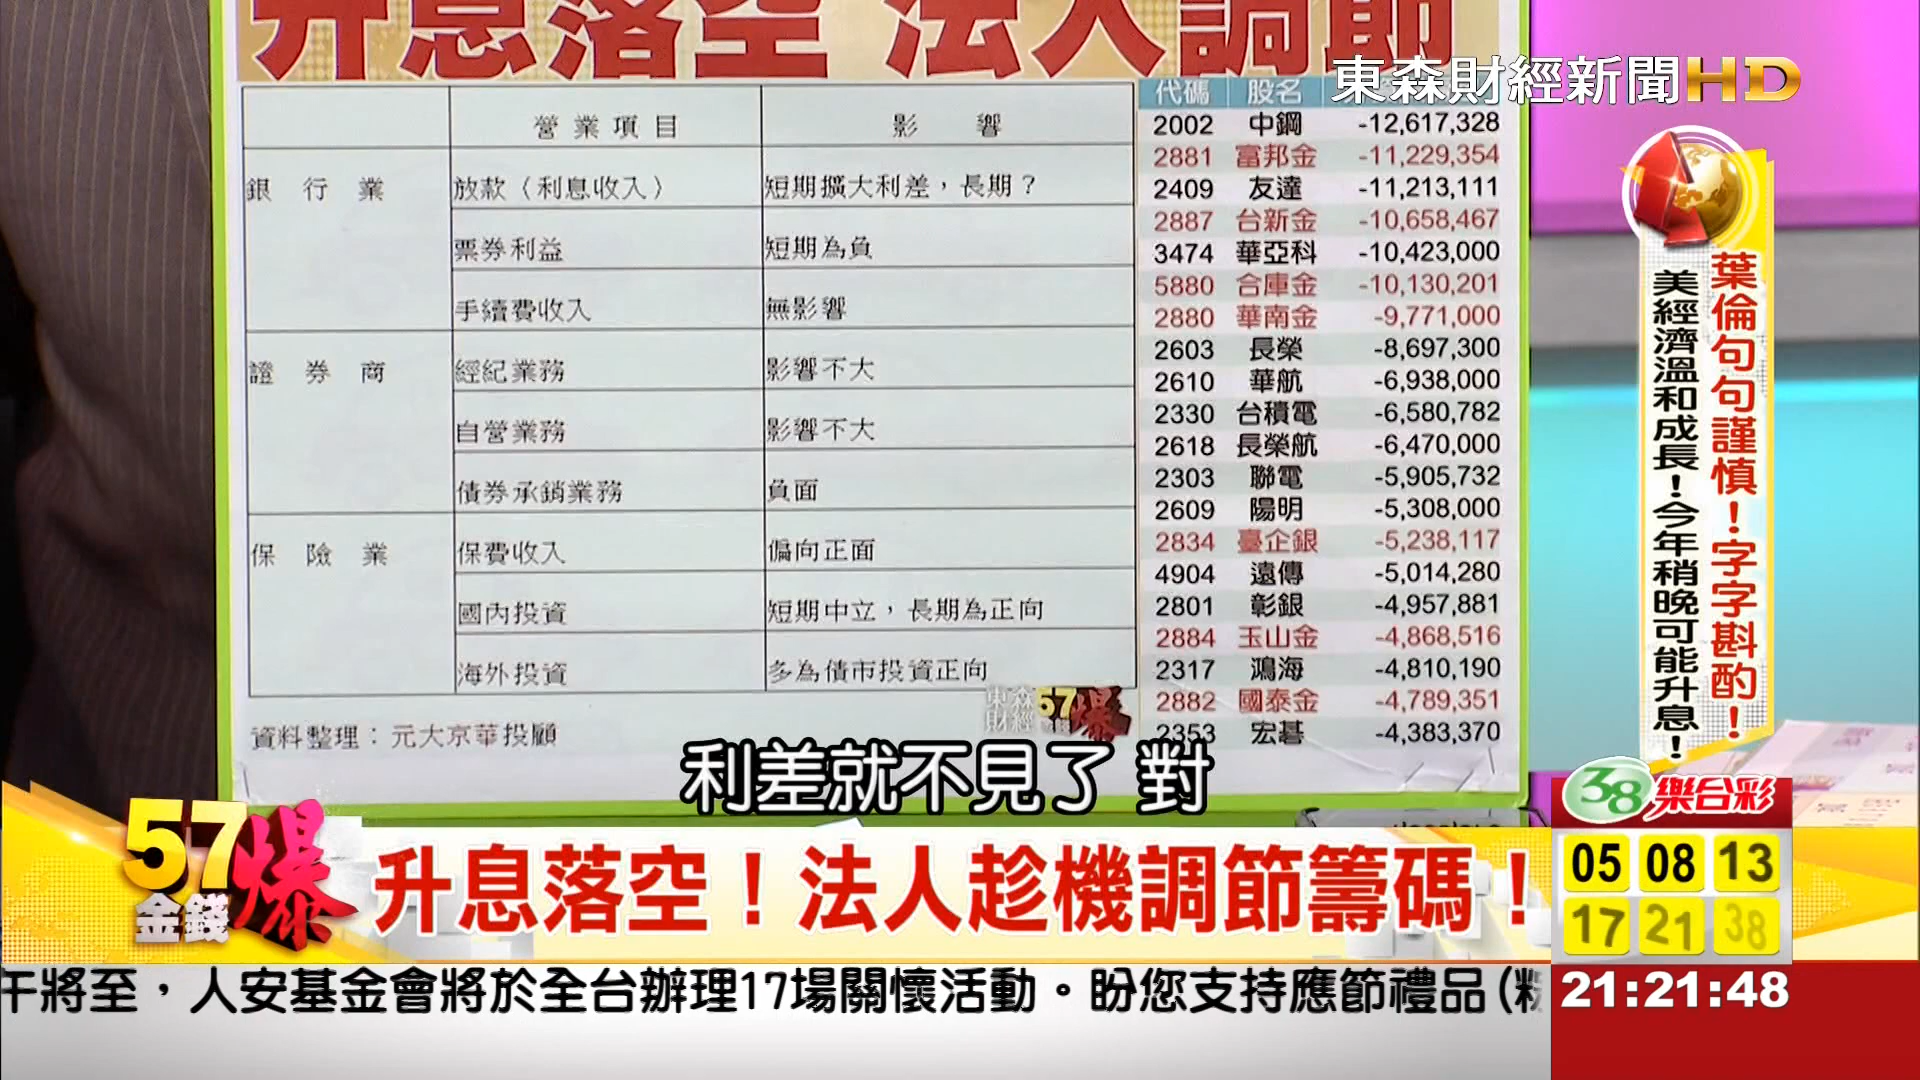 升息落空 法人調節
東森財經新聞HD
營業項目 影響
銀行業 放款(利息收入) 短期擴大利差,長期?
票券利益 短期為負
手續費收入 無影響
證券商 經紀業務 影響不大
自營業務 影響不大
債券承銷業務 負面
保險業 保費收入 偏向正面
國內投資 短期中立,長期為正向
海外投資 多為債市投資正向
資料整理:元大京華投顧
東森財經 57金錢爆
代碼 股名
2002 中鋼 -12,617,328
2881 富邦金 -11,229,354
2409 友達 -11,213,111
2887 台新金 -10,658,467
3474 華亞科 -10,423,000
5880 合庫金 -10,130,201
2880 華南金 -9,771,000
2603 長榮 -8,697,300
2610 華航 -6,938,000
2330 台積電 -6,580,782
2618 長榮航 -6,470,000
2303 聯電 -5,905,732
2609 陽明 -5,308,000
2834 臺企銀 -5,238,117
4904 遠傳 -5,014,280
2801 彰銀 -4,957,881
2884 玉山金 -4,868,516
2317 鴻海 -4,810,190
2882 國泰金 -4,789,351
2353 宏碁 -4,383,370
葉倫句句謹慎!字字斟酌!
美經濟溫和成長!今年稍晚可能升息!
利差就不見了 對
57金錢爆
升息落空!法人趁機調節籌碼!
38樂合彩
05 08 13
17 21 38
午將至,人安基金會將於全台辦理17場關懷活動。盼您支持應節禮品(粽
21:21:48